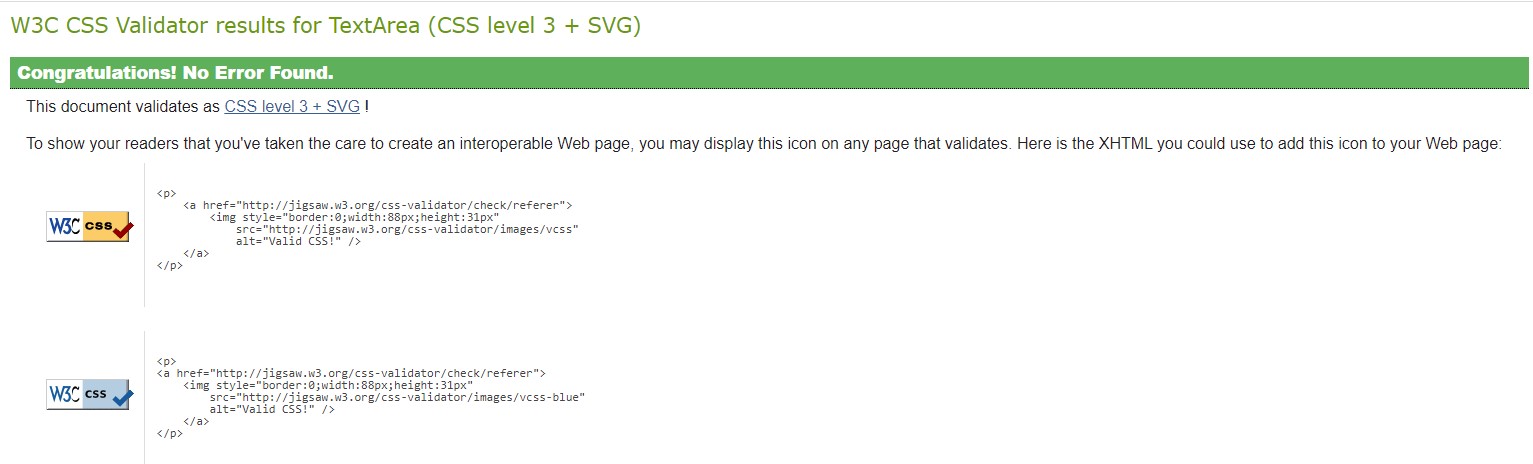 W3C CSS Validator results for TextArea (CSS level 3 + SVG)
Congratulations! No Error Found.
This document validates as CSS level 3 + SVG !
To show your readers that you've taken the care to create an interoperable Web page, you may display this icon on any page that validates. Here is the XHTML you could use to add this icon to your Web page:
<p>
<a href="http://jigsaw.w3.org/css-validator/check/referer">
<img style="border:0;width:88px;height:31px"
W3C css
src="http://jigsaw.w3.org/css-validator/images/vcss"
alt="Valid CSS!" />
</a>
</p>
<p>
<a href="http://jigsaw.w3.org/css-validator/check/referer">
<img style="border:0;width:88px;height:31px"
W3C css
src="http://jigsaw.w3.org/css-validator/images/vcss-blue"
alt="Valid CSS!" />
</a>
</p>